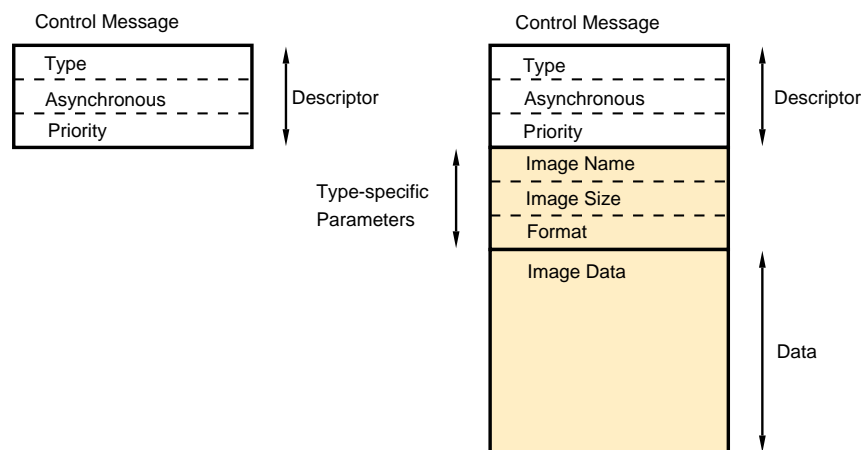 Control Message
Type
Asynchronous
Priority
Descriptor
Control Message
Type
Asynchronous
Priority
Descriptor
Type-specific
Parameters
Image Name
Image Size
Format
Image Data
Data